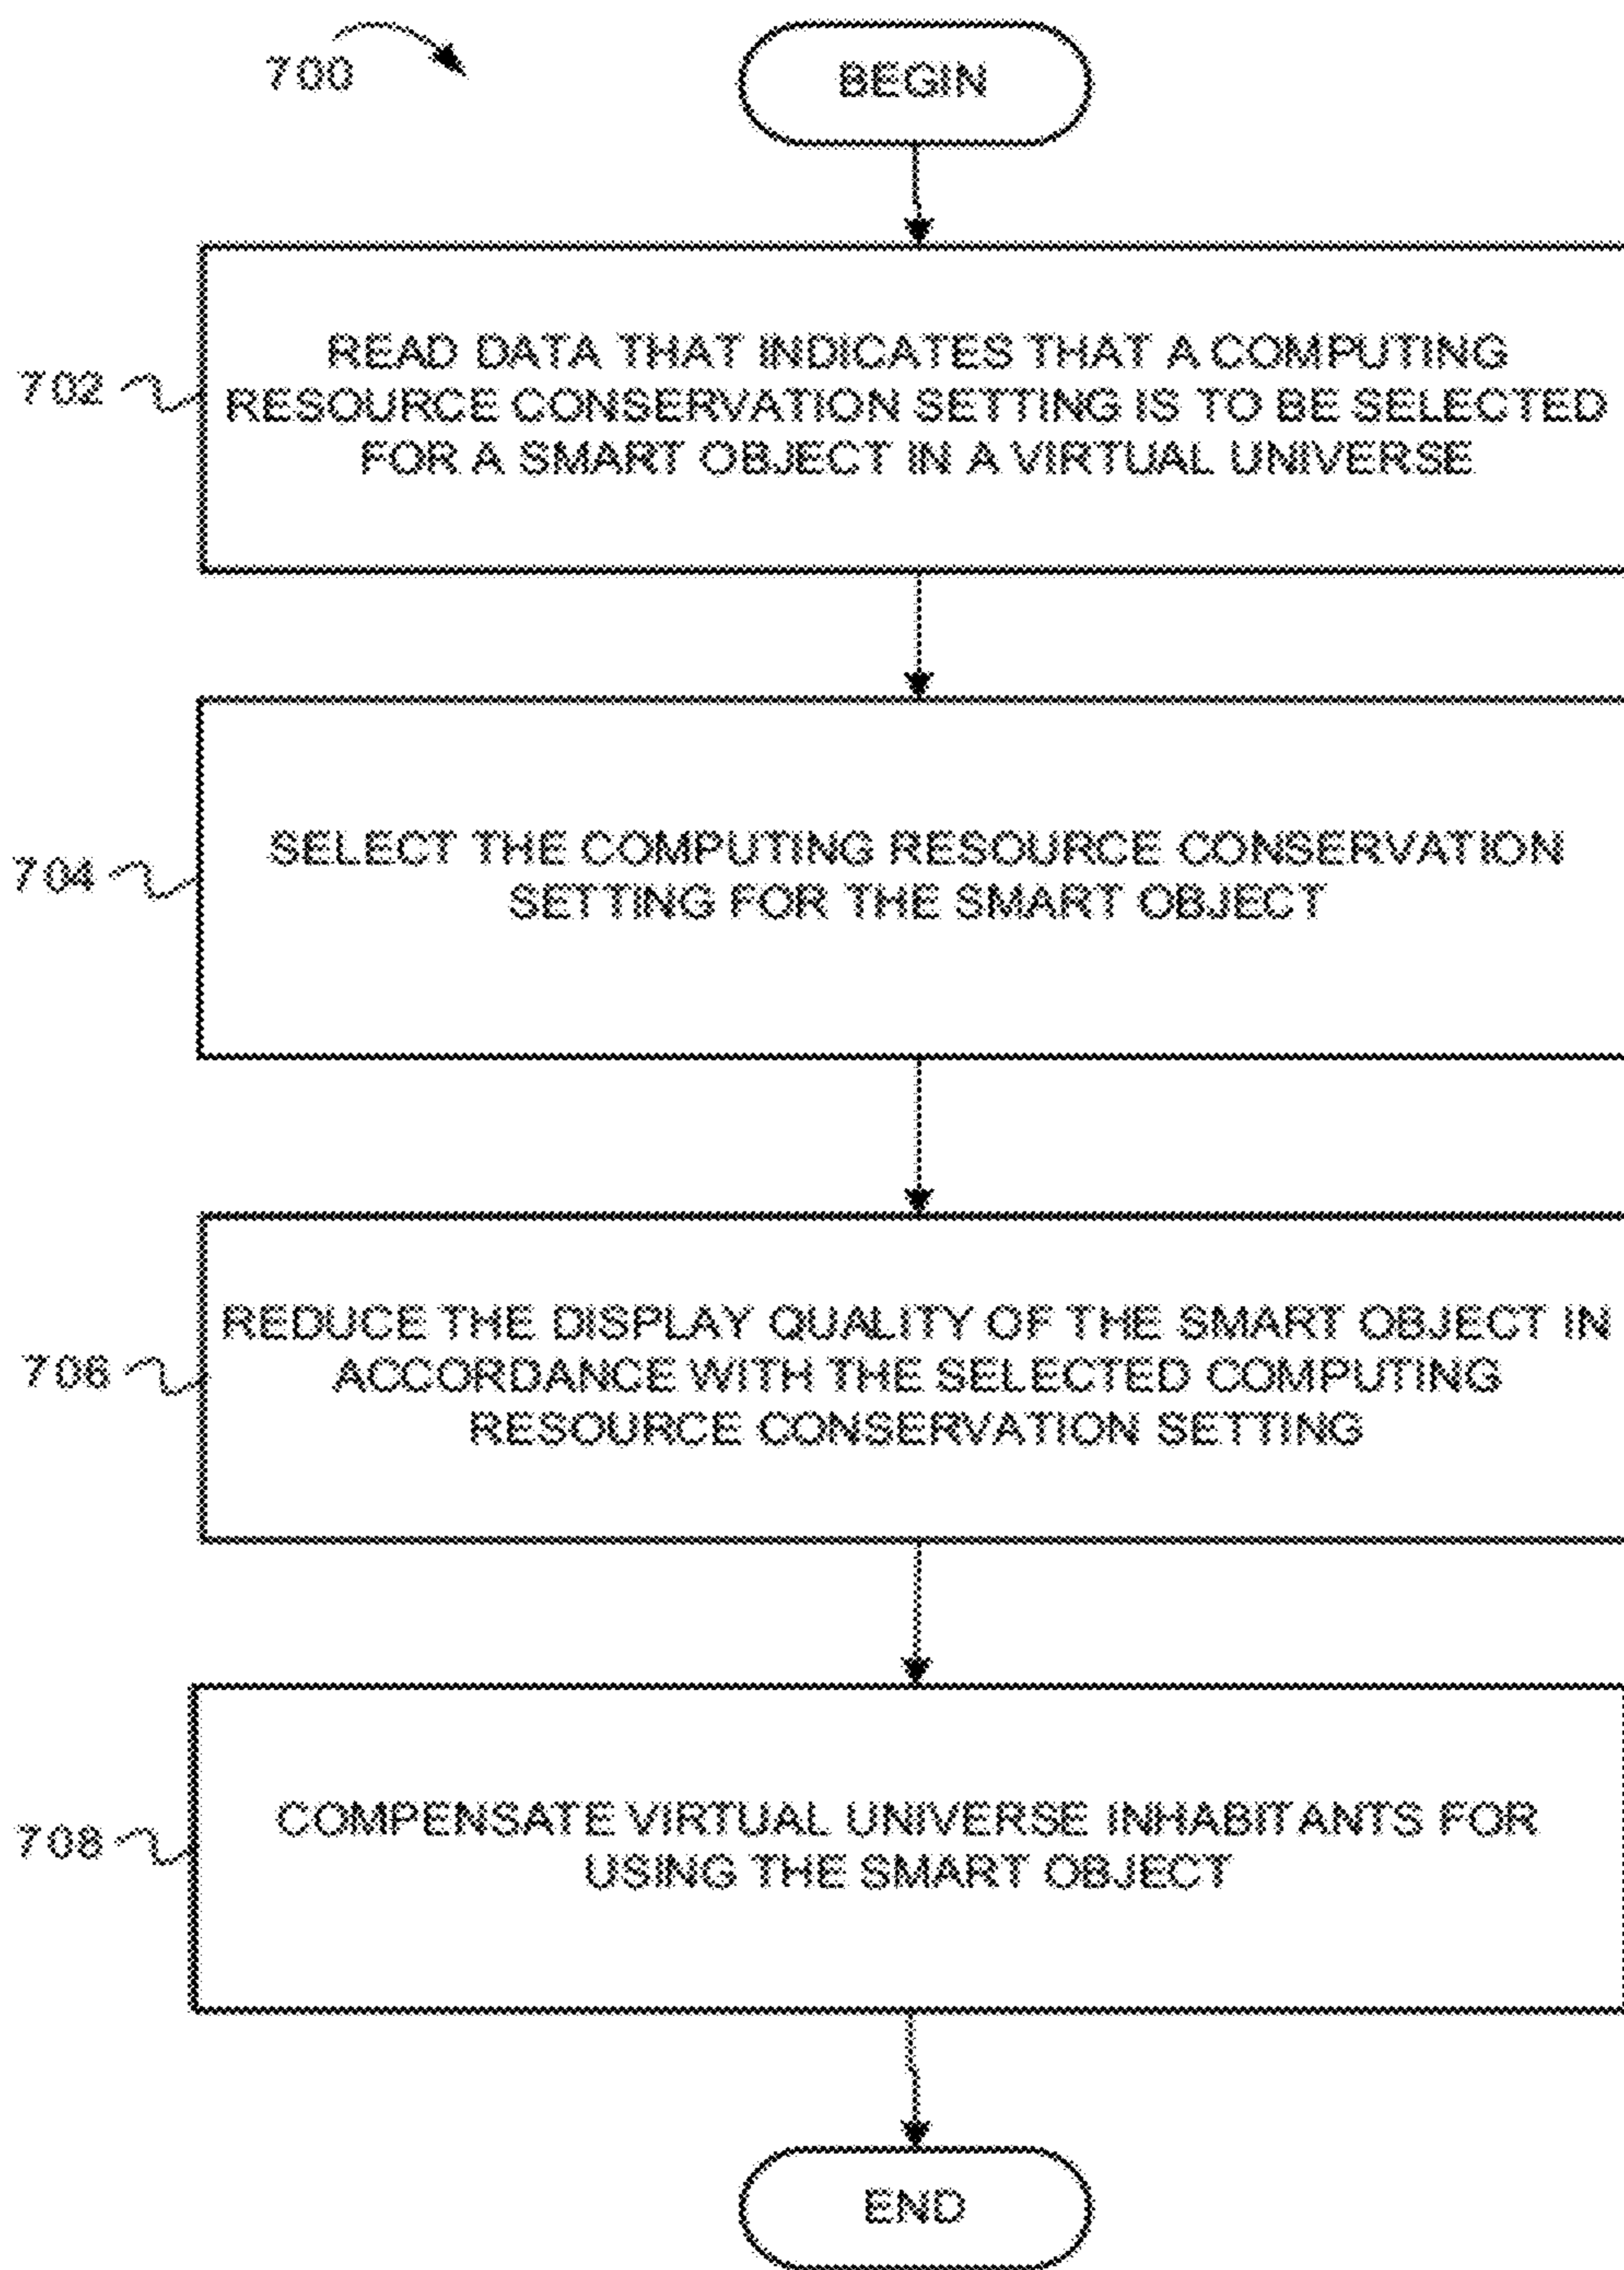 700
BEGIN
702
READ DATA THAT INDICATES THAT A COMPUTING
RESOURCE CONSERVATION SETTING IS TO BE SELECTED
FOR A SMART OBJECT IN A VIRTUAL UNIVERSE
704
SELECT THE COMPUTING RESOURCE CONSERVATION
SETTING FOR THE SMART OBJECT
706
REDUCE THE DISPLAY QUALITY OF THE SMART OBJECT IN
ACCORDANCE WITH THE SELECTED COMPUTING
RESOURCE CONSERVATION SETTING
708
COMPENSATE VIRTUAL UNIVERSE INHABITANTS FOR
USING THE SMART OBJECT
END